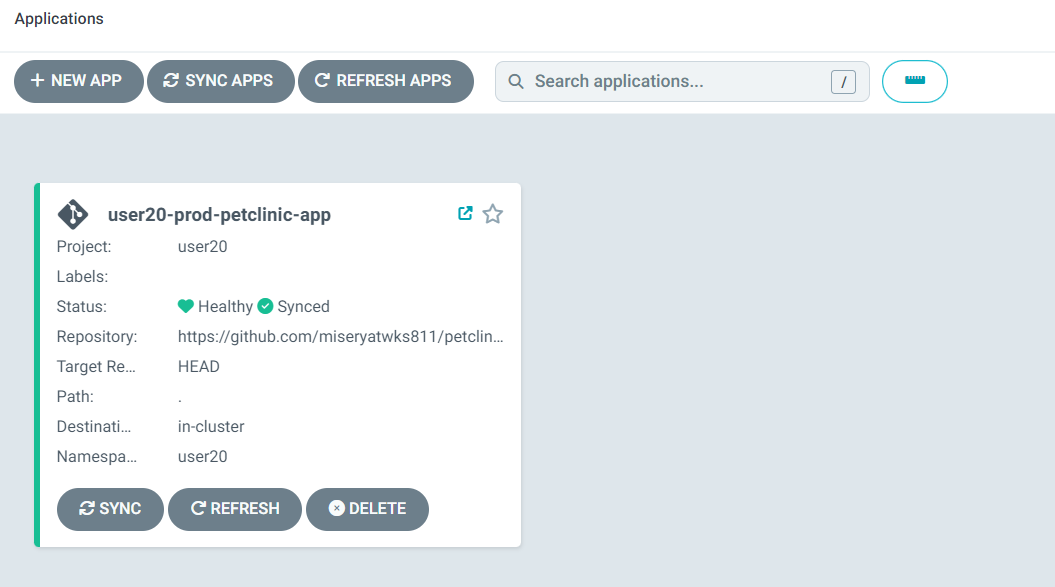 Applications
NEW APP SYNC APPS REFRESH APPS Search applications... /
user20-prod-petclinic-app
Project: user20
Labels:
Status: Healthy Synced
Repository: https://github.com/miseryatwks811/petclin...
Target Re... HEAD
Path: .
Destinati... in-cluster
Namespa... user20
SYNC REFRESH DELETE